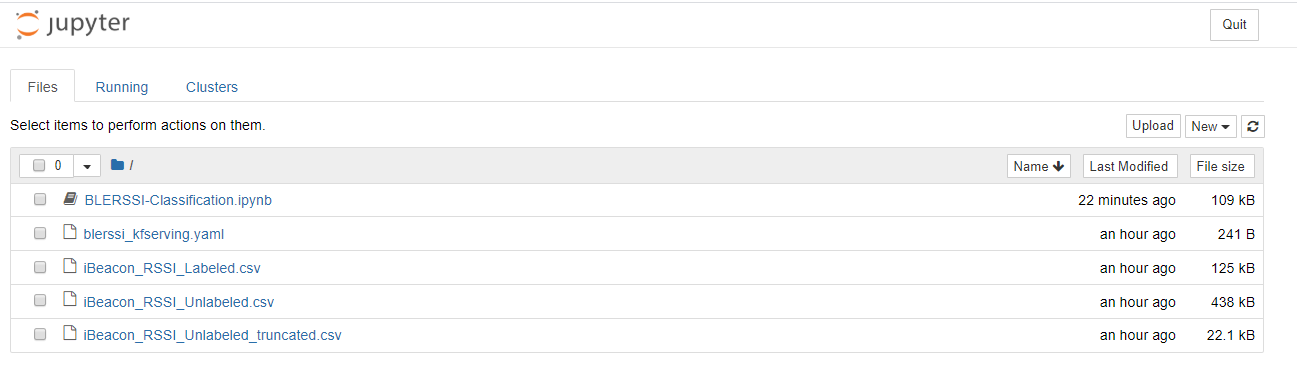 jupyter Quit
Files Running Clusters
Select items to perform actions on them. Upload New
0 / Name Last Modified File size
BLERSSI-Classification.ipynb 22 minutes ago 109 kB
blerssi_kfserving.yaml an hour ago 241 B
iBeacon_RSSI_Labeled.csv an hour ago 125 kB
iBeacon_RSSI_Unlabeled.csv an hour ago 438 kB
iBeacon_RSSI_Unlabeled_truncated.csv an hour ago 22.1 kB